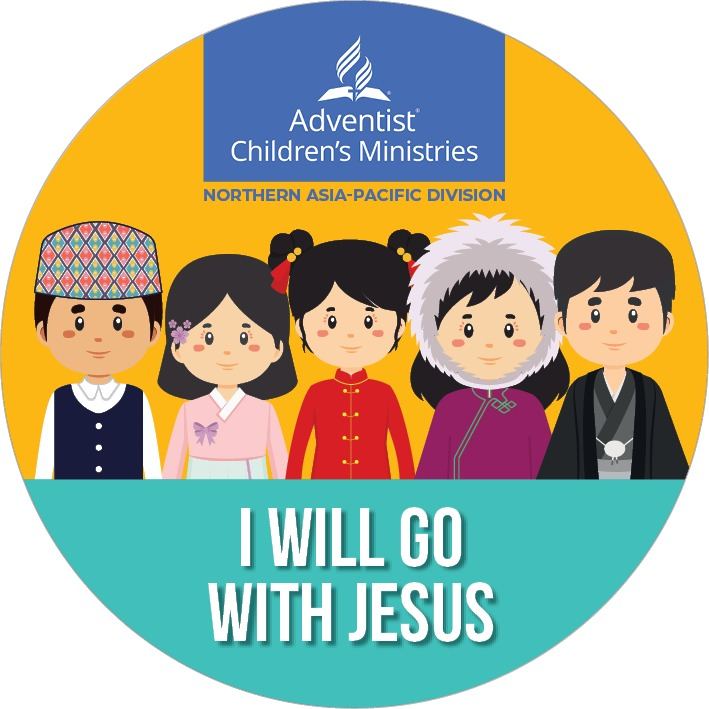 Adventist®
Children's Ministries
NORTHERN ASIA-PACIFIC DIVISION
I WILL GO
WITH JESUS